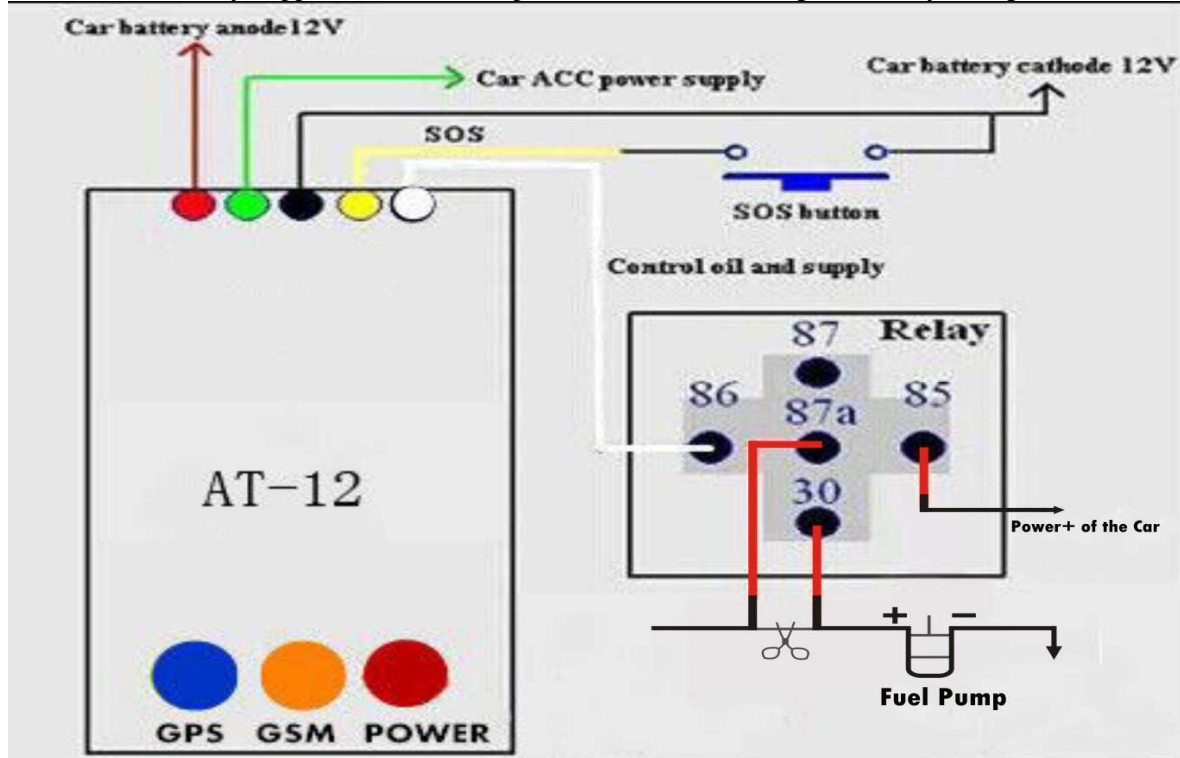 Car battery anode12V
Car ACC power supply
Car battery cathode 12V
SOS
SOS button
Control oil and supply
Relay
87
86
87a
85
30
AT-12
Power+ of the Car
+ −
Fuel Pump
GPS GSM POWER